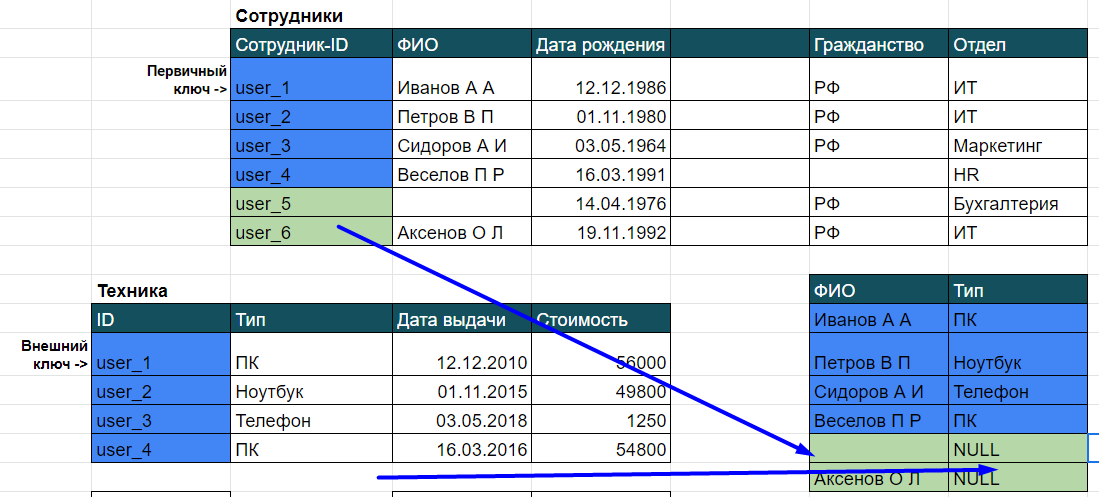 Сотрудники
Сотрудник-ID ФИО Дата рождения Гражданство Отдел
Первичный
ключ -> user_1 Иванов А А 12.12.1986 РФ ИТ
user_2 Петров В П 01.11.1980 РФ ИТ
user_3 Сидоров А И 03.05.1964 РФ Маркетинг
user_4 Веселов П Р 16.03.1991 HR
user_5 14.04.1976 РФ Бухгалтерия
user_6 Аксенов О Л 19.11.1992 РФ ИТ
Техника
ФИО Тип
ID Тип Дата выдачи Стоимость
Иванов А А ПК
Внешний
ключ -> user_1 ПК 12.12.2010 56000
Петров В П Ноутбук
user_2 Ноутбук 01.11.2015 49800
Сидоров А И Телефон
user_3 Телефон 03.05.2018 1250
Веселов П Р ПК
user_4 ПК 16.03.2016 54800
NULL
Аксенов О Л NULL